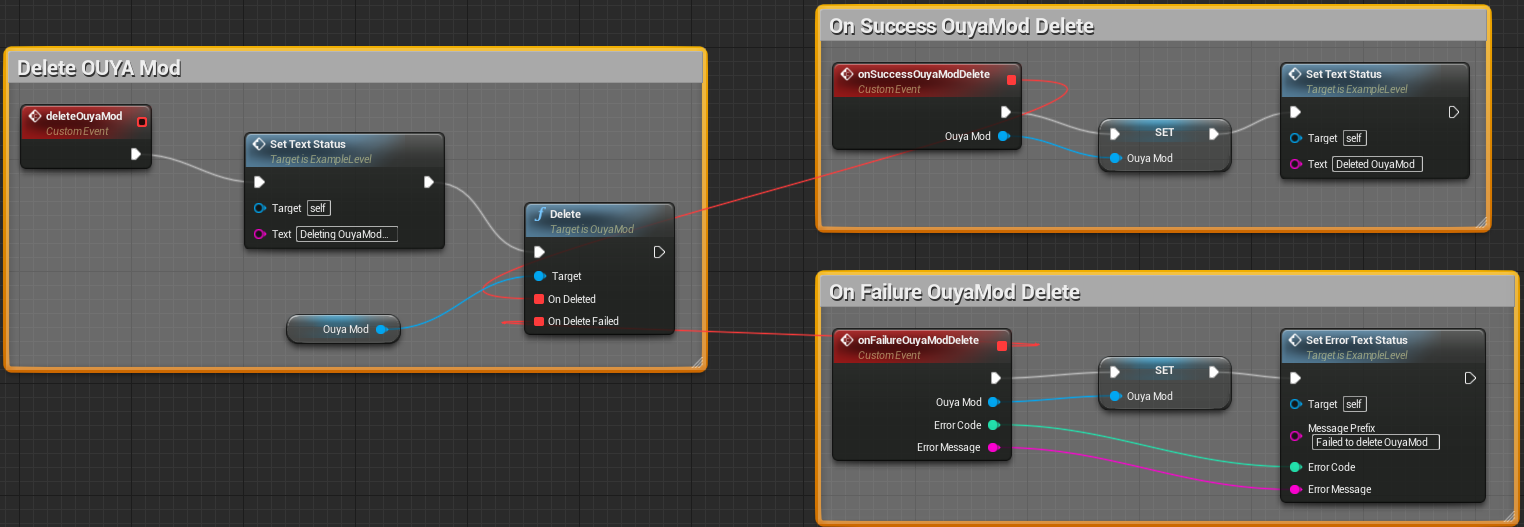 Delete OUYA Mod
deleteOuyaMod
Custom Event
Set Text Status
Target is ExampleLevel
Target self
Text Deleting OuyaMod...
Delete
Target is OuyaMod
Target
On Deleted
On Delete Failed
Ouya Mod
On Success OuyaMod Delete
onSuccessOuyaModDelete
Custom Event
Ouya Mod
SET
Ouya Mod
Set Text Status
Target is ExampleLevel
Target self
Text Deleted OuyaMod
On Failure OuyaMod Delete
onFailureOuyaModDelete
Custom Event
Ouya Mod
Error Code
Error Message
SET
Ouya Mod
Set Error Text Status
Target is ExampleLevel
Target self
Message Prefix
Failed to delete OuyaMod
Error Code
Error Message